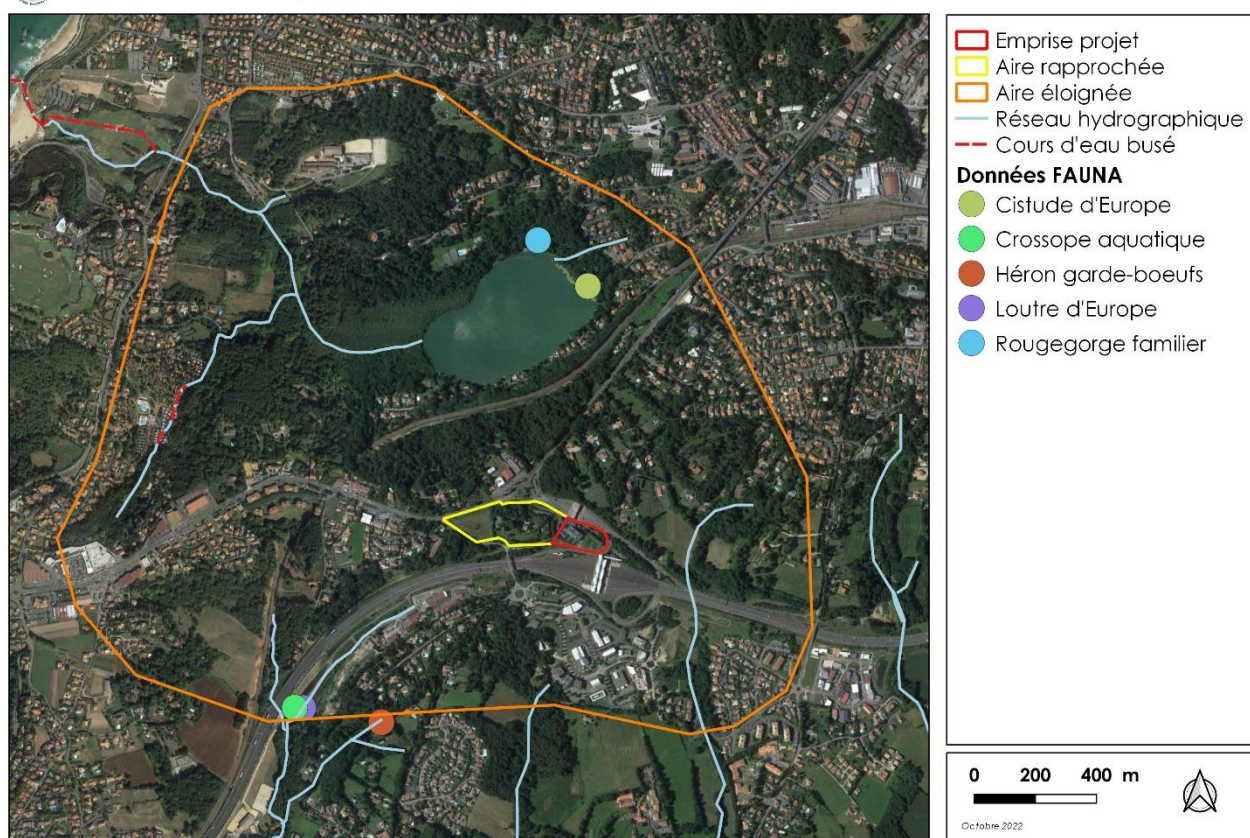 Emprise projet
Aire rapprochée
Aire éloignée
Réseau hydrographique
Cours d'eau busé
Données FAUNA
Cistude d'Europe
Crossope aquatique
Héron garde-boeufs
Loutre d'Europe
Rougegorge familier
0 200 400 m
Octobre 2022